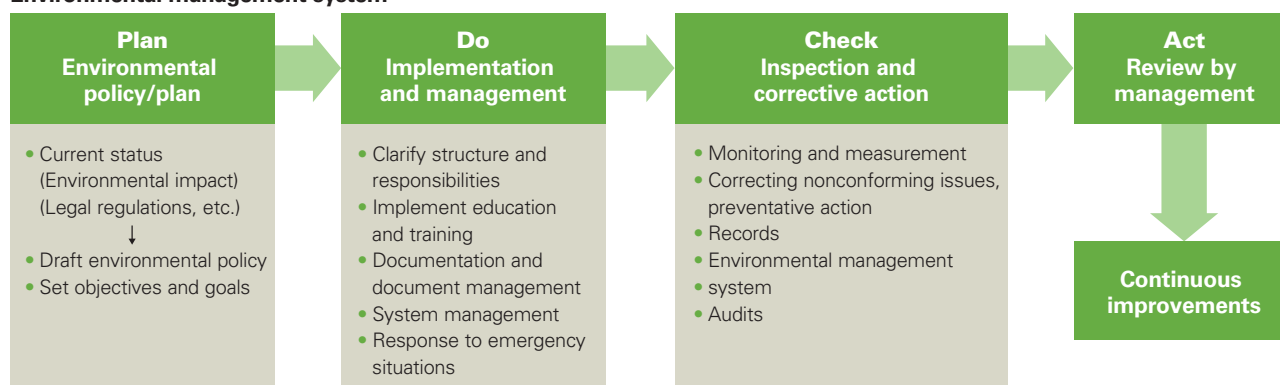 Environmental management system
Plan
Environmental
policy/plan
• Current status
(Environmental impact)
(Legal regulations, etc.)
↓
• Draft environmental policy
• Set objectives and goals
Do
Implementation
and management
• Clarify structure and
responsibilities
• Implement education
and training
• Documentation and
document management
• System management
• Response to emergency
situations
Check
Inspection and
corrective action
• Monitoring and measurement
• Correcting nonconforming issues,
preventative action
• Records
• Environmental management
• system
• Audits
Act
Review by
management
Continuous
improvements